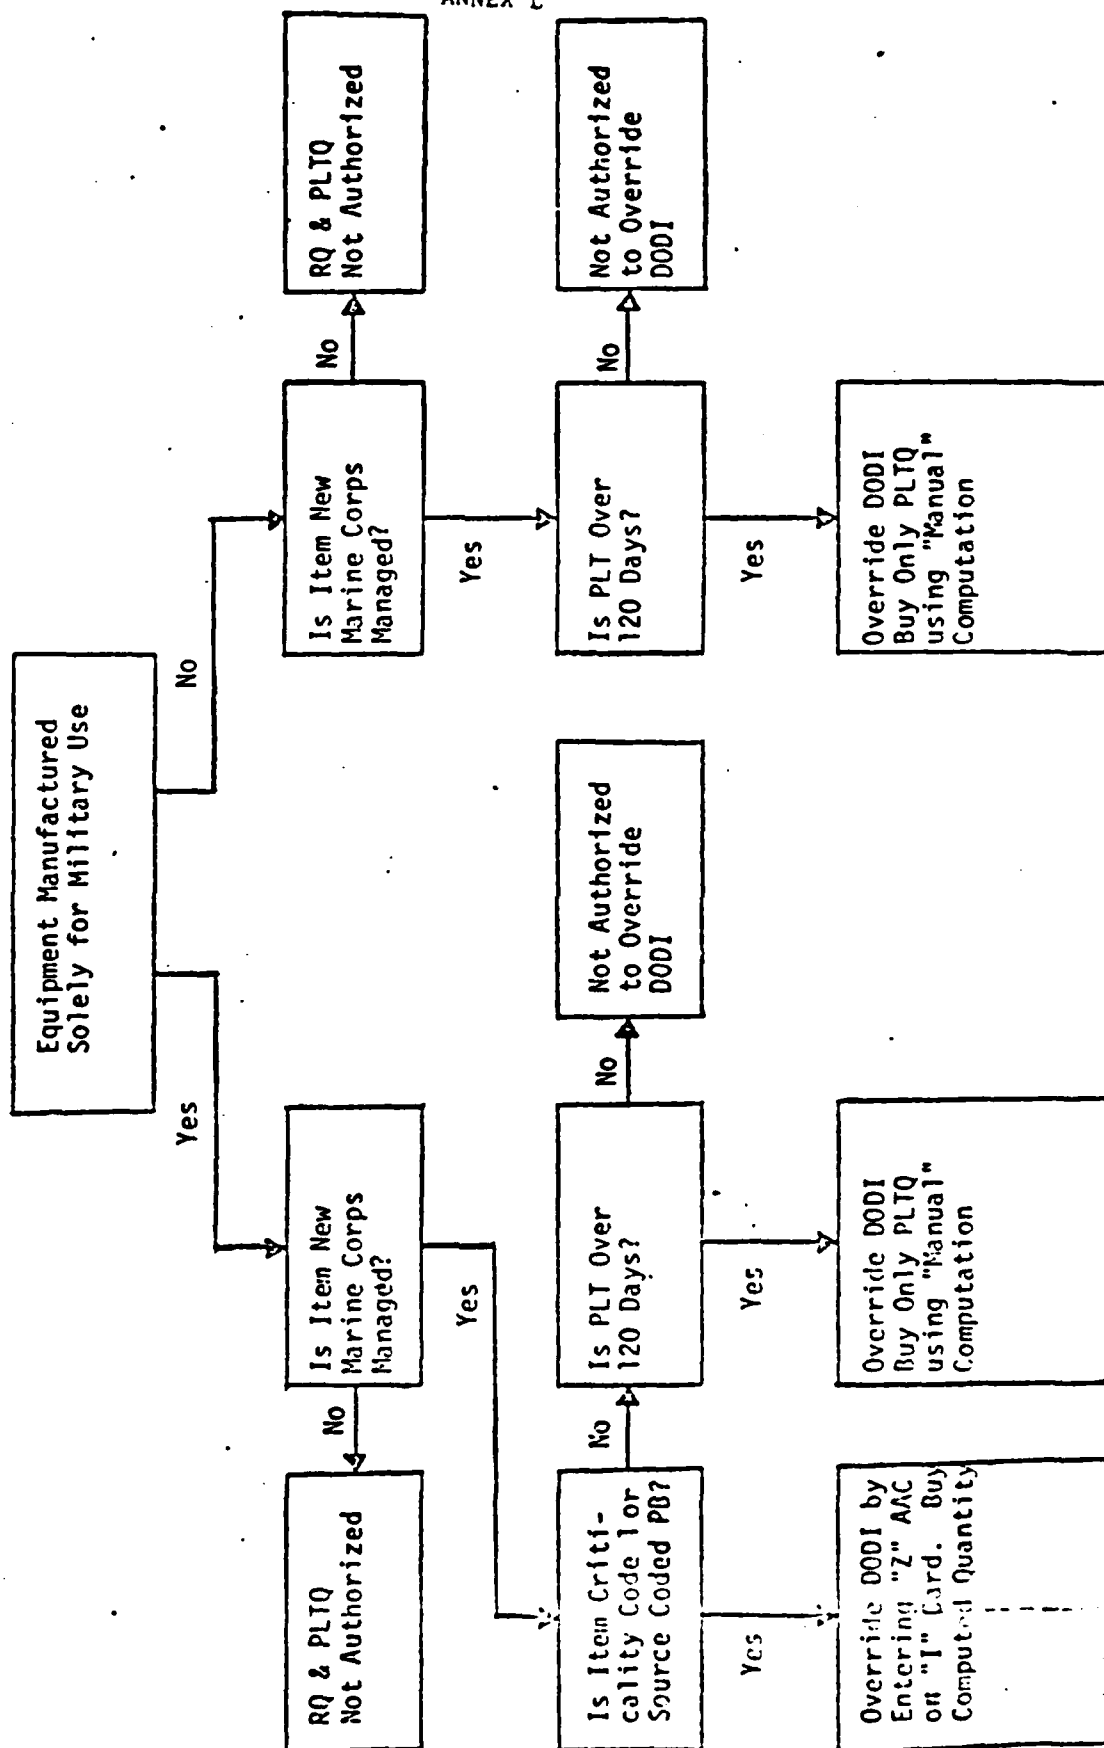 ANNEX L
Equipment Manufactured
Solely for Military Use
Yes
No
Is Item New
Marine Corps
Managed?
No
RQ & PLTQ
Not Authorized
Yes
Is Item New
Marine Corps
Managed?
No
RQ & PLTQ
Not Authorized
Yes
Is Item Criti-
cality Code 1 or
Source Coded PB?
No
Is PLT Over
120 Days?
No
Not Authorized
to Override
DODI
Is PLT Over
120 Days?
No
Not Authorized
to Override
DODI
Yes
Yes
Yes
Override DODI by
Entering "Z" AAC
on "I" Card. Buy
Computed Quantity
Override DODI
Buy Only PLTQ
using "Manual"
Computation
Override DODI
Buy Only PLTQ
using "Manual"
Computation